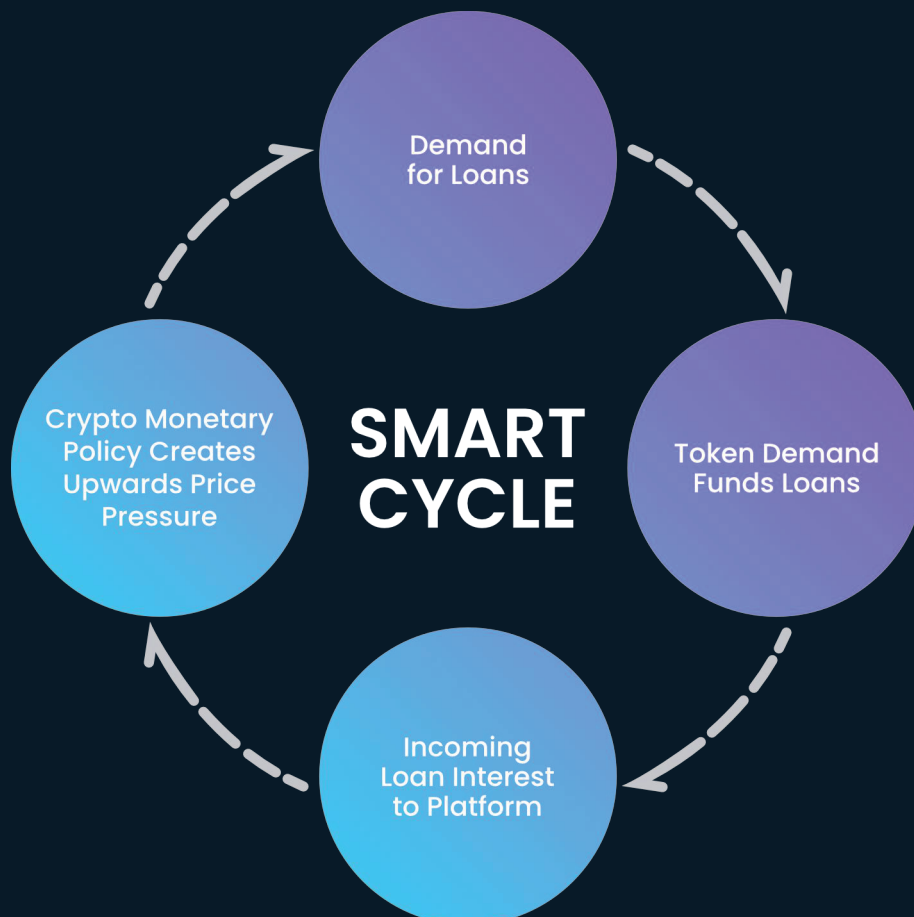 Demand
for Loans
Crypto Monetary
Policy Creates
Upwards Price
Pressure
SMART
CYCLE
Token Demand
Funds Loans
Incoming
Loan Interest
to Platform